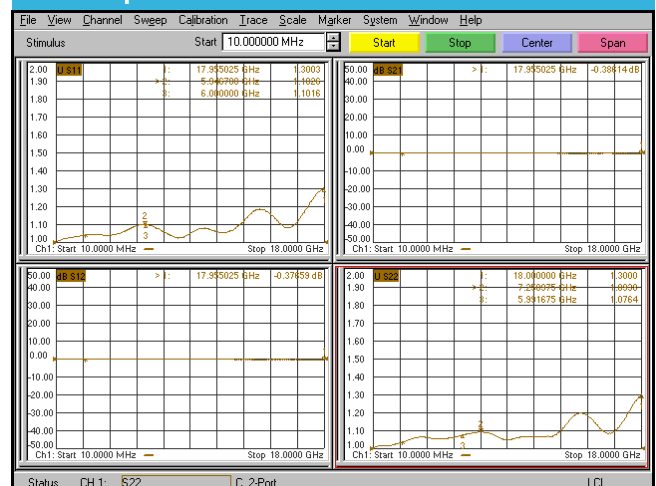 File View Channel Sweep Calibration Trace Scale Marker System Window Help
Stimulus Start 10.000000 MHz Start Stop Center Span
2.00 U S11 1: 17.955025 GHz 1.3003
1.90 > 2:
1.80 3: 6.000000 GHz 1.1016
1.70
1.60
1.50
1.40
1.30
1.20 2
1.10 3
1.00
Ch1: Start 10.0000 MHz Stop 18.0000 GHz
50.00 dB S21 > 1: 17.955025 GHz -0.38614 dB
40.00
30.00
20.00
10.00
0.00
-10.00
-20.00
-30.00
-40.00
-50.00
Ch1: Start 10.0000 MHz Stop 18.0000 GHz
50.00 dB S12 > 1: 17.955025 GHz -0.37659 dB
40.00
30.00
20.00
10.00
0.00
-10.00
-20.00
-30.00
-40.00
-50.00
Ch1: Start 10.0000 MHz Stop 18.0000 GHz
2.00 U S22 1: 18.000000 GHz 1.3000
1.90 > 2:
1.80 3: 5.991675 GHz 1.0764
1.70
1.60
1.50
1.40
1.30
1.20
1.10 2
1.00 3
Ch1: Start 10.0000 MHz Stop 18.0000 GHz
Status CH 1: S22 C 2-Port LCL